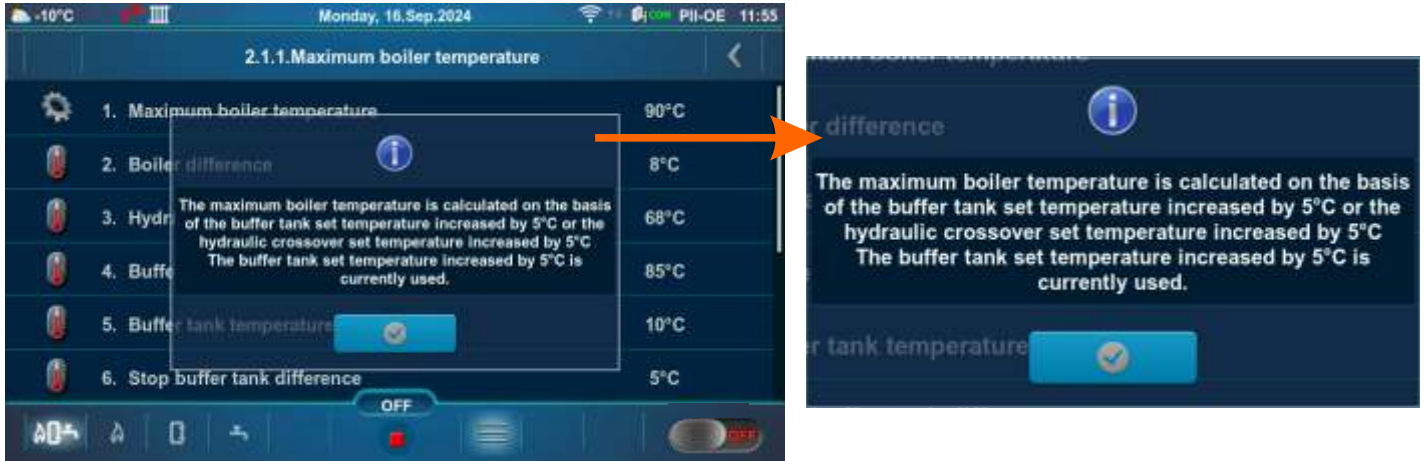 -10°C Monday, 16.Sep.2024 COM PII-OE 11:55
2.1.1.Maximum boiler temperature
1. Maximum boiler temperature 90°C
2. Boiler difference 8°C
3. Hydr 68°C
4. Buffe 85°C
5. Buffer tank temperature 10°C
6. Stop buffer tank difference 5°C
The maximum boiler temperature is calculated on the basis
of the buffer tank set temperature increased by 5°C or the
hydraulic crossover set temperature increased by 5°C
The buffer tank set temperature increased by 5°C is
currently used.
OFF
OFF
boiler temperature
r difference
The maximum boiler temperature is calculated on the basis
of the buffer tank set temperature increased by 5°C or the
hydraulic crossover set temperature increased by 5°C
The buffer tank set temperature increased by 5°C is
currently used.
r tank temperature